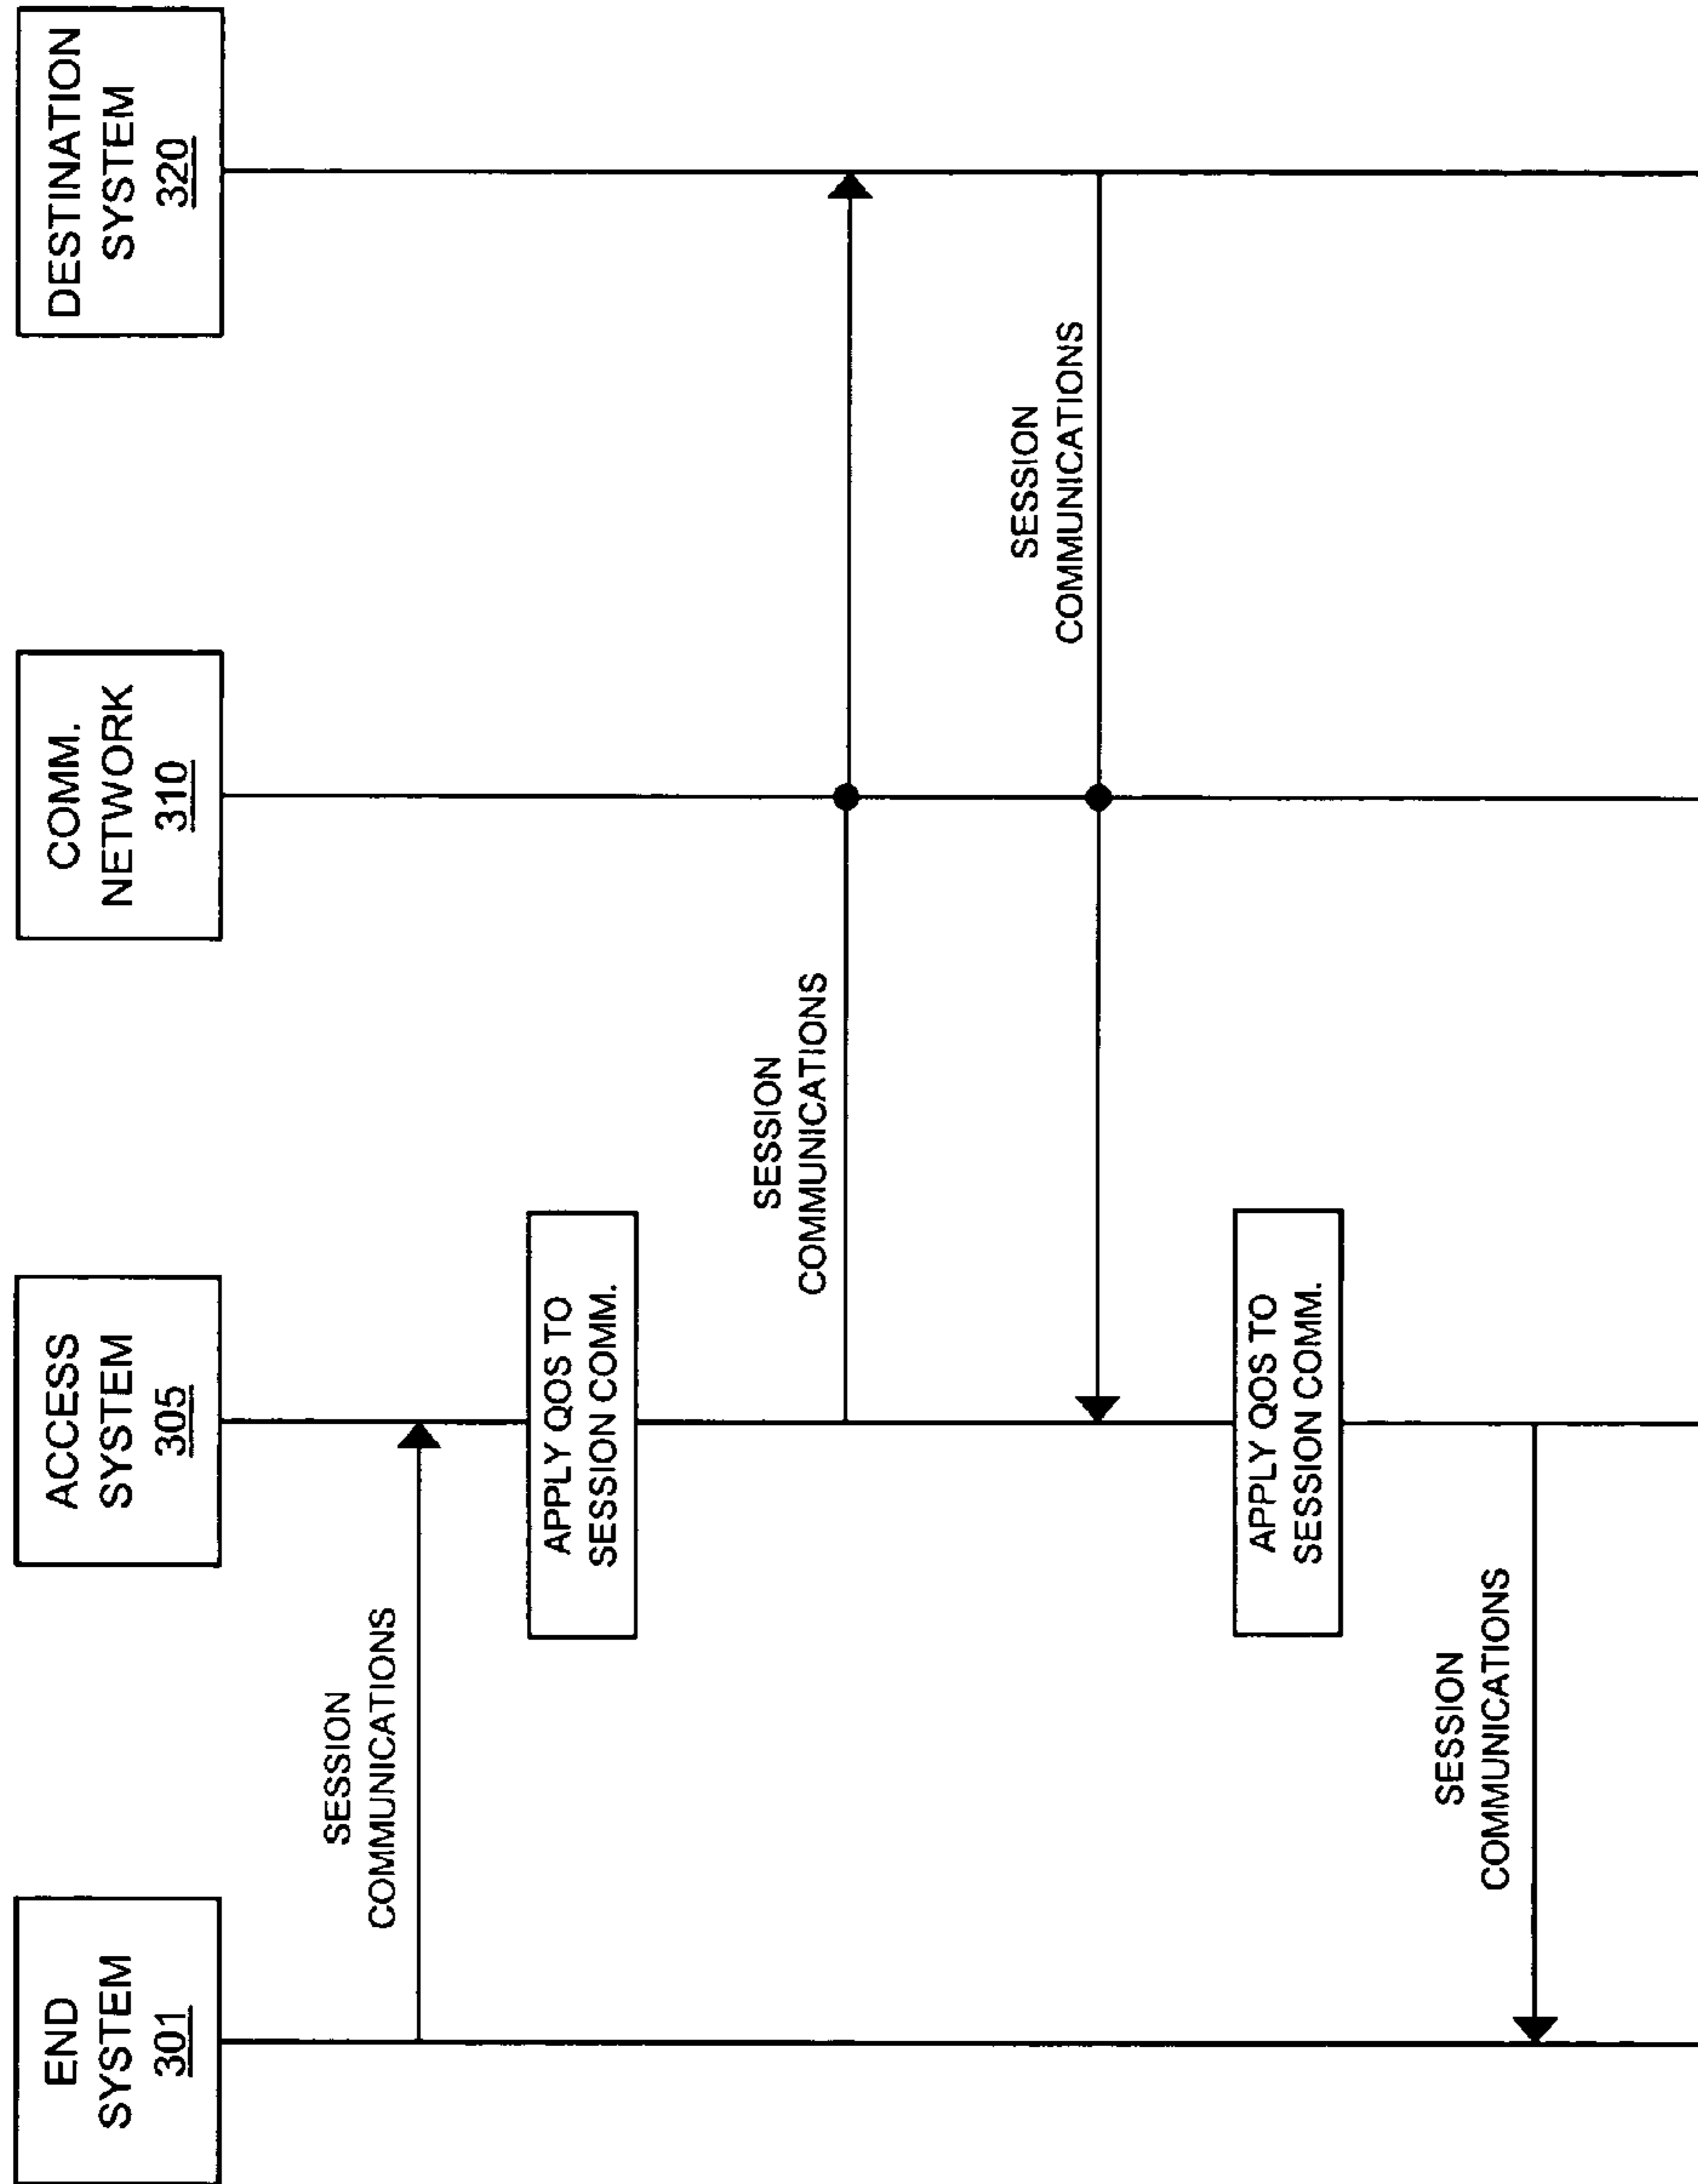 END
SYSTEM
301
ACCESS
SYSTEM
305
COMM.
NETWORK
310
DESTINATION
SYSTEM
320
SESSION
COMMUNICATIONS
APPLY QOS TO
SESSION COMM.
SESSION
COMMUNICATIONS
SESSION
COMMUNICATIONS
APPLY QOS TO
SESSION COMM.
SESSION
COMMUNICATIONS